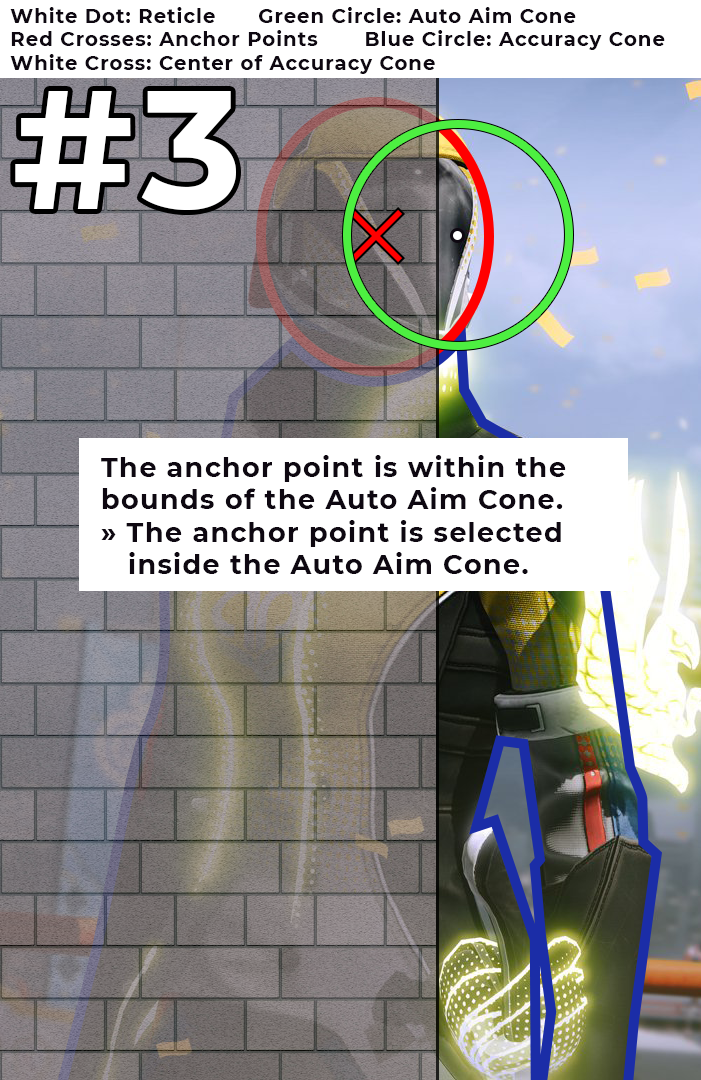 White Dot: Reticle Green Circle: Auto Aim Cone
Red Crosses: Anchor Points Blue Circle: Accuracy Cone
White Cross: Center of Accuracy Cone
#3
The anchor point is within the
bounds of the Auto Aim Cone.
» The anchor point is selected
inside the Auto Aim Cone.